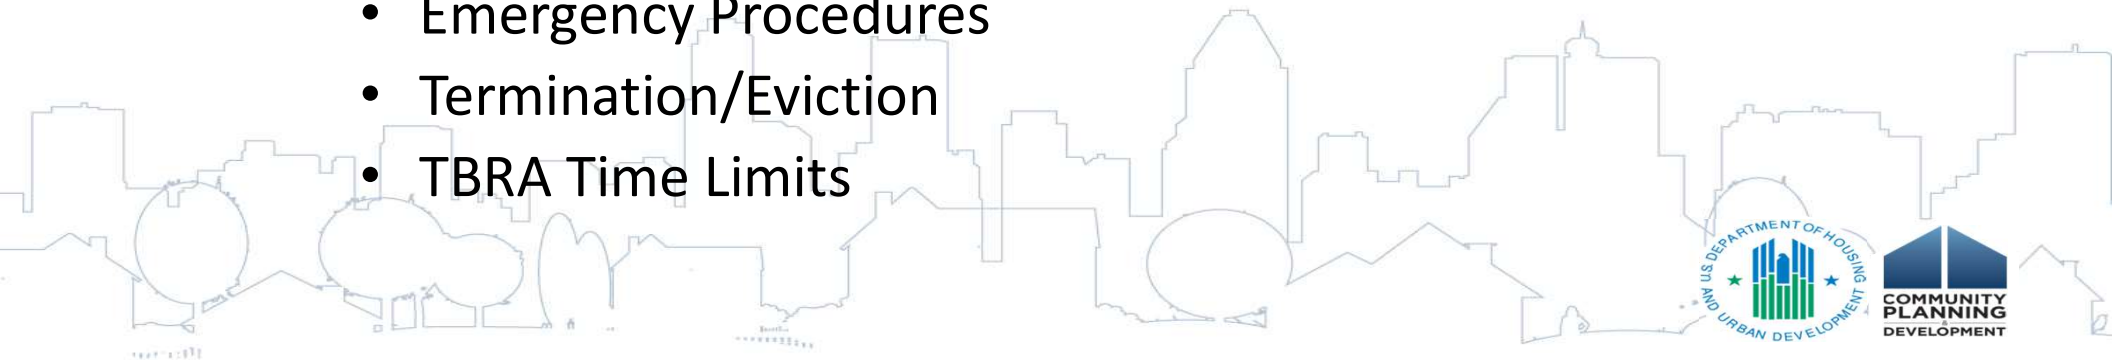 • Emergency Procedures
• Termination/Eviction
• TBRA Time Limits
U.S. DEPARTMENT OF HOUSING
AND URBAN DEVELOPMENT
COMMUNITY
PLANNING
&
DEVELOPMENT